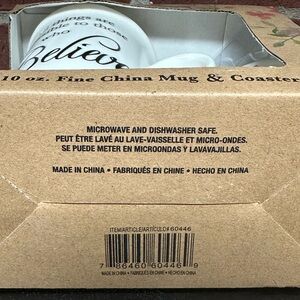 things are
possible to those
who
Believe
10 oz. Fine China Mug & Coaster
MICROWAVE AND DISHWASHER SAFE.
PEUT ÊTRE LAVÉ AU LAVE-VAISSELLE ET MICRO-ONDES.
SE PUEDE METER EN MICROONDAS Y LAVAVAJILLAS.
MADE IN CHINA • FABRIQUÉS EN CHINE • HECHO EN CHINA
ITEM/ARTICLE/ARTÍCULO# 60446
7 86460 60446 9
MADE IN CHINA • FABRIQUÉS EN CHINE • HECHO EN CHINA